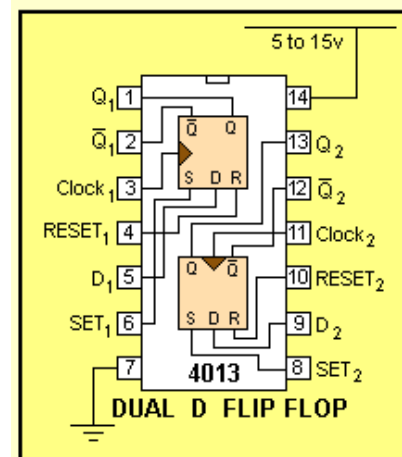 5 to 15v
Q1 1 14
Q̅1 2 13 Q2
Clock1 3 12 Q̅2
RESET1 4 11 Clock2
D1 5 10 RESET2
SET1 6 9 D2
7 8 SET2
Q̅ Q
S D R
Q Q̅
S D R
4013
DUAL D FLIP FLOP